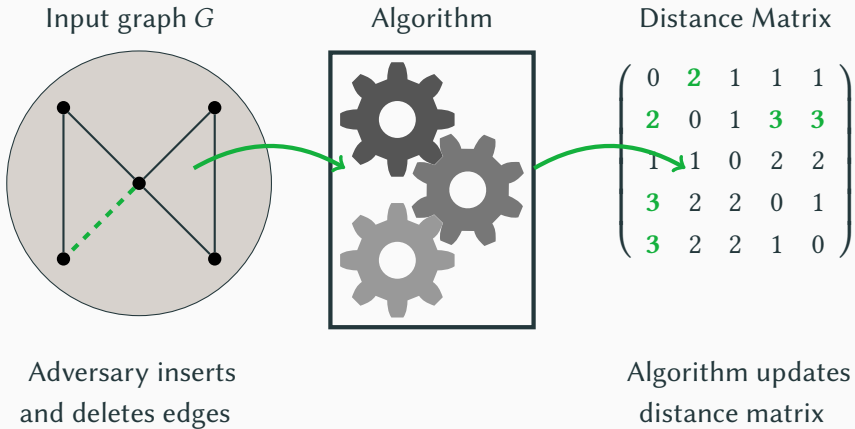 Input graph G
Algorithm
Distance Matrix
0 2 1 1 1
2 0 1 3 3
1 1 0 2 2
3 2 2 0 1
3 2 2 1 0
Adversary inserts
and deletes edges
Algorithm updates
distance matrix